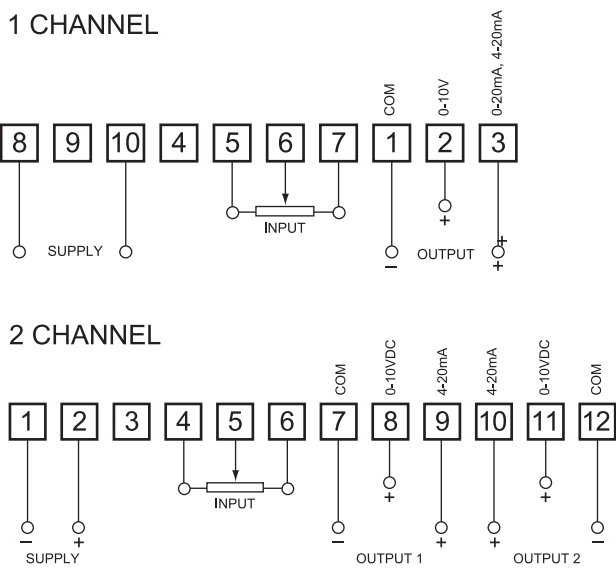 1 CHANNEL
COM
0-10V
0-20mA, 4-20mA
8 9 10 4 5 6 7 1 2 3
INPUT
+
SUPPLY
OUTPUT
+
− +
2 CHANNEL
COM
0-10VDC
4-20mA
4-20mA
0-10VDC
COM
1 2 3 4 5 6 7 8 9 10 11 12
INPUT
+ +
− + − + + −
SUPPLY OUTPUT 1 OUTPUT 2